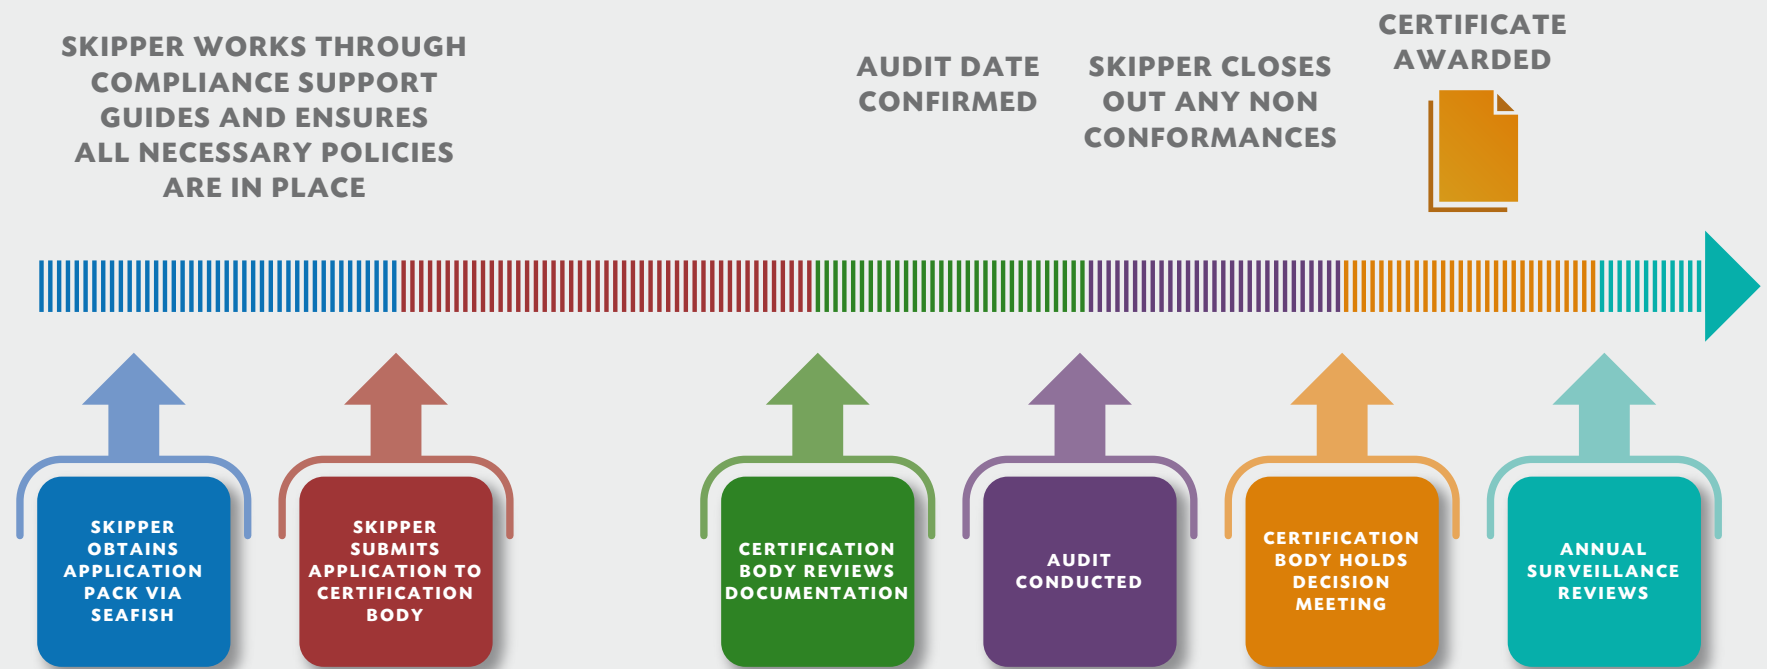 SKIPPER WORKS THROUGH
COMPLIANCE SUPPORT
GUIDES AND ENSURES
ALL NECESSARY POLICIES
ARE IN PLACE
AUDIT DATE
CONFIRMED
SKIPPER CLOSES
OUT ANY NON
CONFORMANCES
CERTIFICATE
AWARDED
SKIPPER
OBTAINS
APPLICATION
PACK VIA
SEAFISH
SKIPPER
SUBMITS
APPLICATION TO
CERTIFICATION
BODY
CERTIFICATION
BODY REVIEWS
DOCUMENTATION
AUDIT
CONDUCTED
CERTIFICATION
BODY HOLDS
DECISION
MEETING
ANNUAL
SURVEILLANCE
REVIEWS